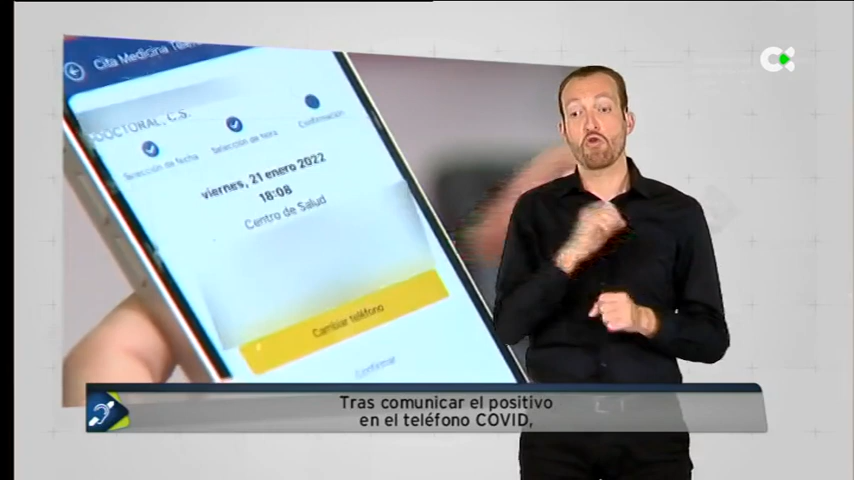 Cita Medicina
DOCTORAL, C.S.
Selección de fecha
Selección de hora
Confirmación
viernes, 21 enero 2022
18:08
Centro de Salud
Cambiar teléfono
Confirmar
Tras comunicar el positivo
en el teléfono COVID,